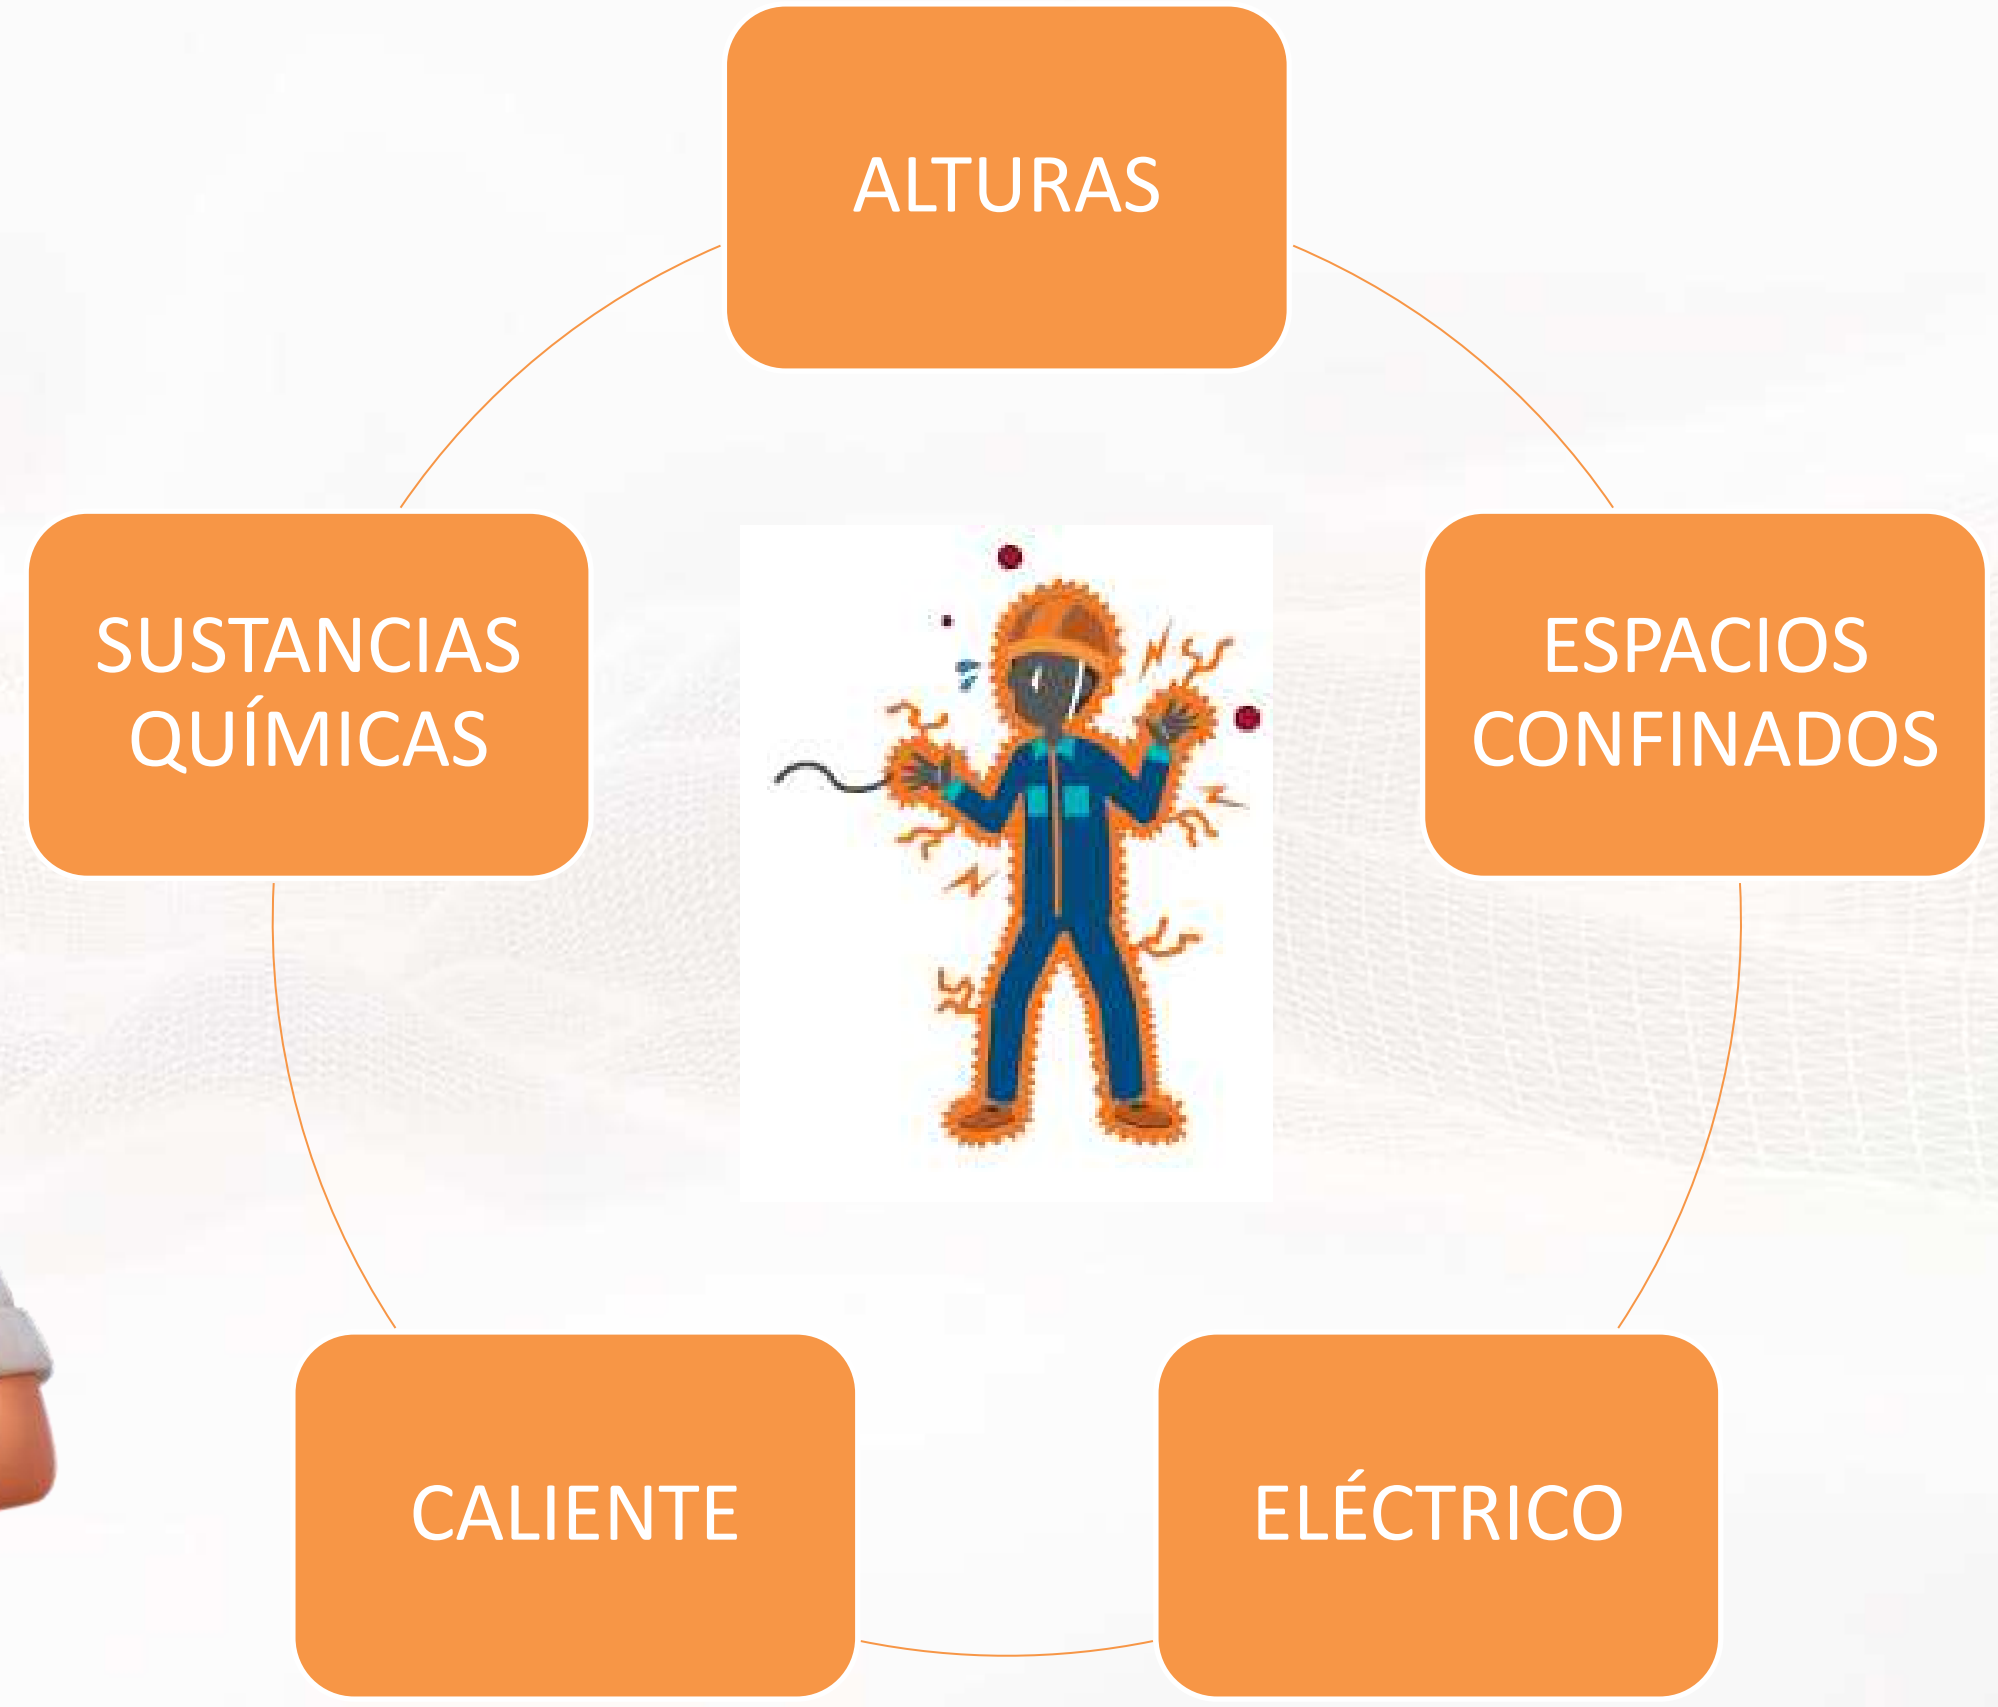 ALTURAS
SUSTANCIAS
QUÍMICAS
ESPACIOS
CONFINADOS
CALIENTE
ELÉCTRICO